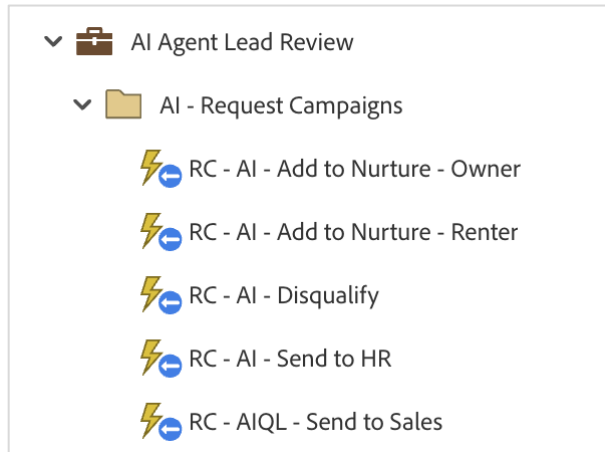 AI Agent Lead Review
AI - Request Campaigns
RC - AI - Add to Nurture - Owner
RC - AI - Add to Nurture - Renter
RC - AI - Disqualify
RC - AI - Send to HR
RC - AIQL - Send to Sales